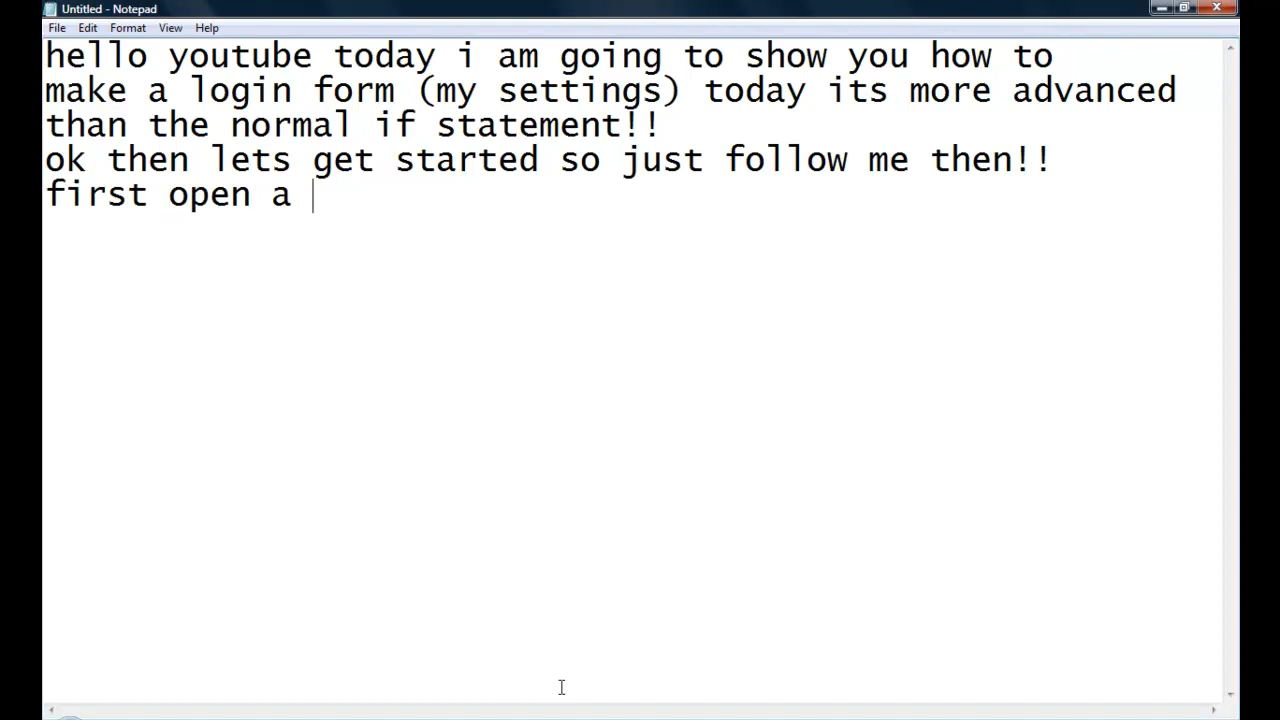 Untitled - Notepad
File Edit Format View Help
hello youtube today i am going to show you how to
make a login form (my settings) today its more advanced
than the normal if statement!!
ok then lets get started so just follow me then!!
first open a